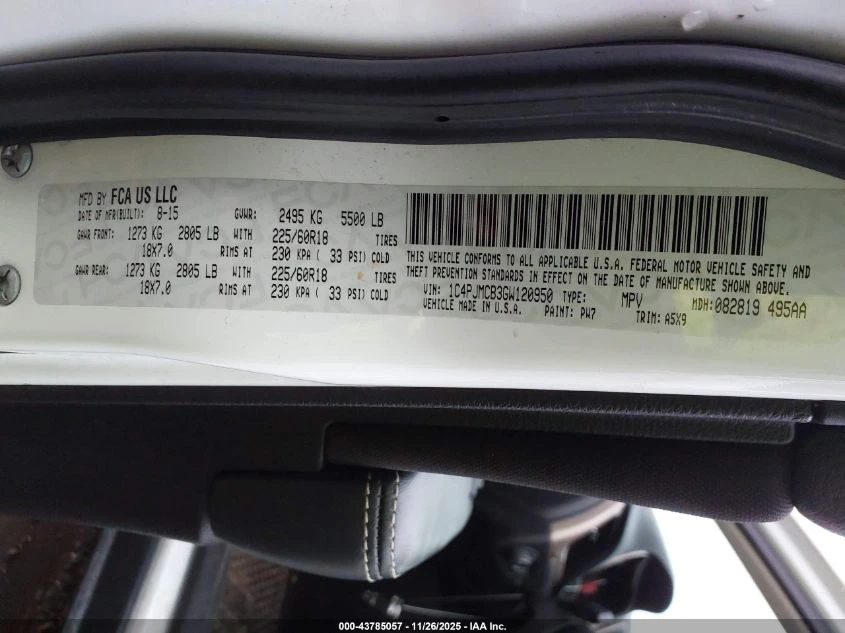 MFD BY FCA US LLC
DATE OF MFR(BUILT): 8-15 GVWR: 2495 KG 5500 LB
GAWR FRONT: 1273 KG 2805 LB WITH 225/60R18 TIRES
18X7.0 RIMS AT 230 KPA ( 33 PSI) COLD
GAWR REAR: 1273 KG 2805 LB WITH 225/60R18 TIRES
18X7.0 RIMS AT 230 KPA ( 33 PSI) COLD
THIS VEHICLE CONFORMS TO ALL APPLICABLE U.S.A. FEDERAL MOTOR VEHICLE SAFETY AND
THEFT PREVENTION STANDARDS IN EFFECT ON THE DATE OF MANUFACTURE SHOWN ABOVE.
VIN: 1C4PJMCB3GW120950 TYPE: MPV MDH:082819 495AA
VEHICLE MADE IN U.S.A. PAINT: PW7 TRIM: A5X9
000-43785057 - 11/26/2025 - IAA Inc.